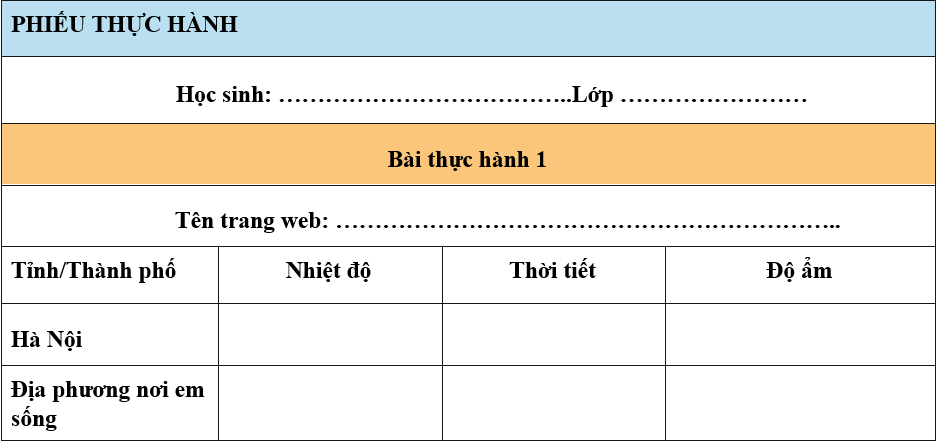 PHIẾU THỰC HÀNH
Học sinh: ………………………………..Lớp ……………………
Bài thực hành 1
Tên trang web: ………………………………………………………..
Tỉnh/Thành phố Nhiệt độ Thời tiết Độ ẩm
Hà Nội
Địa phương nơi em
sống